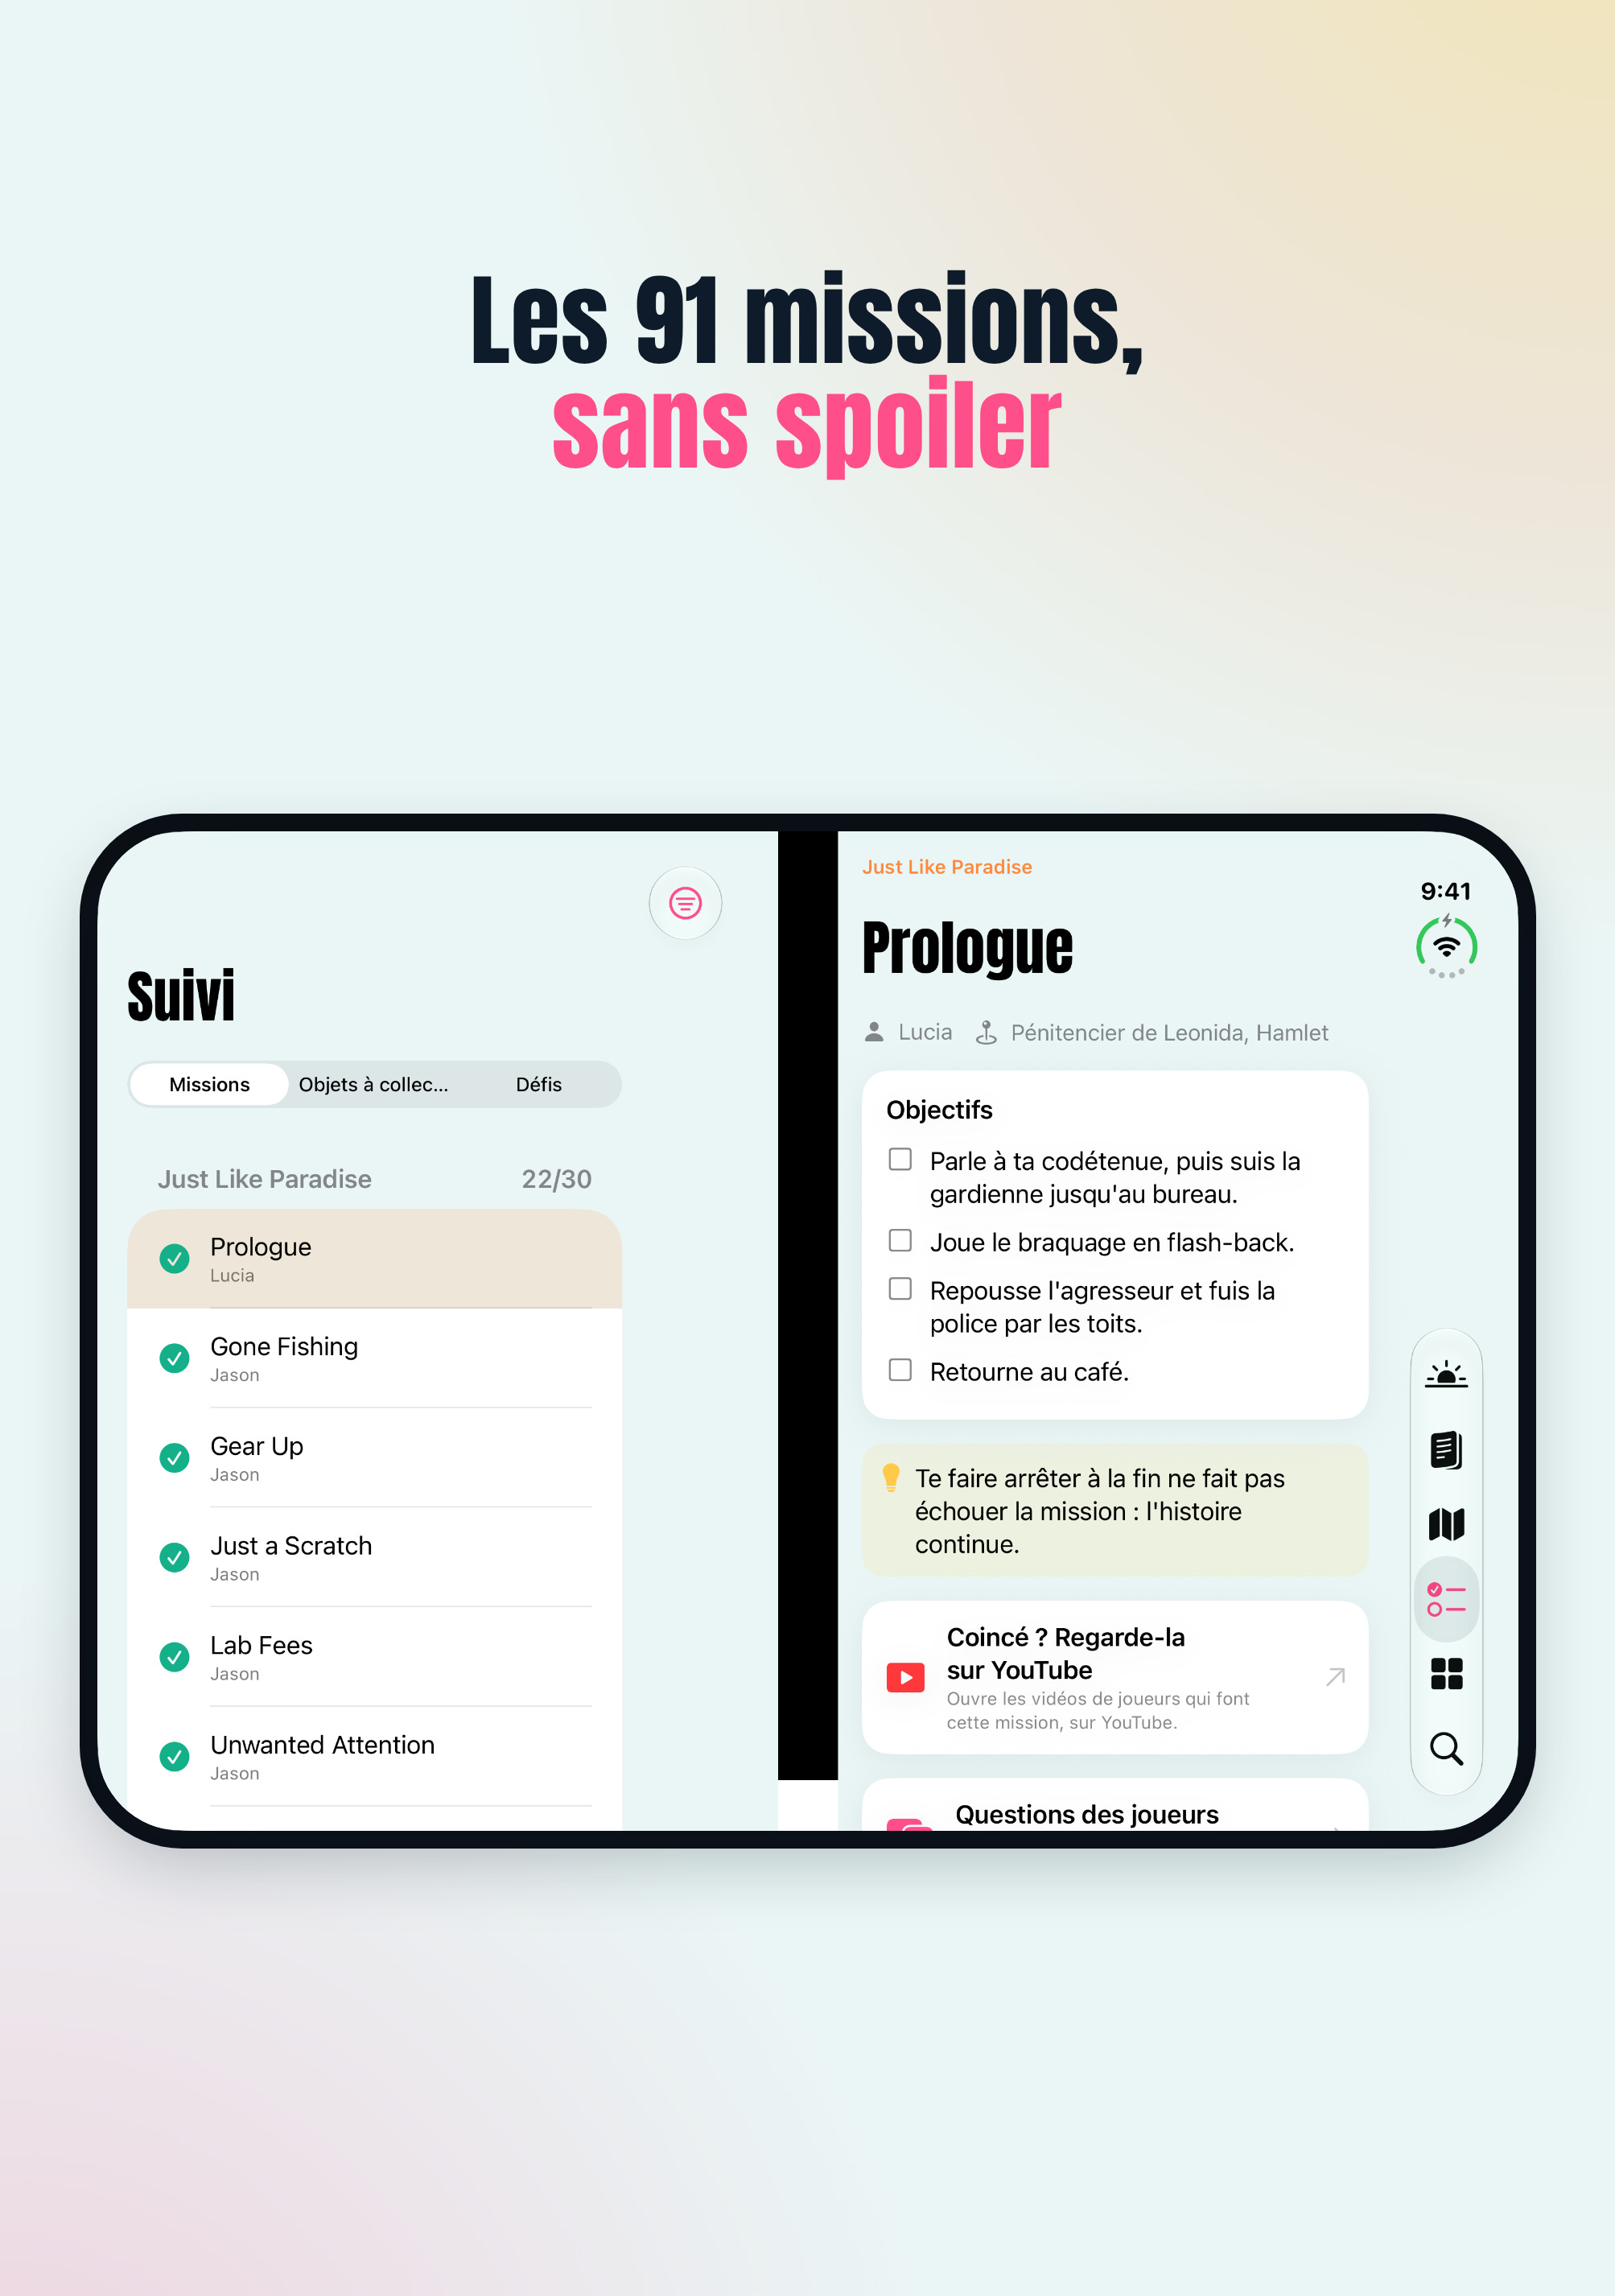 Les 91 missions,
sans spoiler
Suivi
Missions
Objets à collec...
Défis
Just Like Paradise
22/30
Prologue
Lucia
Gone Fishing
Jason
Gear Up
Jason
Just a Scratch
Jason
Lab Fees
Jason
Unwanted Attention
Jason
Just Like Paradise
9:41
Prologue
Lucia
Pénitencier de Leonida, Hamlet
Objectifs
Parle à ta codétenue, puis suis la
gardienne jusqu'au bureau.
Joue le braquage en flash-back.
Repousse l'agresseur et fuis la
police par les toits.
Retourne au café.
Te faire arrêter à la fin ne fait pas
échouer la mission : l'histoire
continue.
Coincé ? Regarde-la
sur YouTube
Ouvre les vidéos de joueurs qui font
cette mission, sur YouTube.
Questions des joueurs